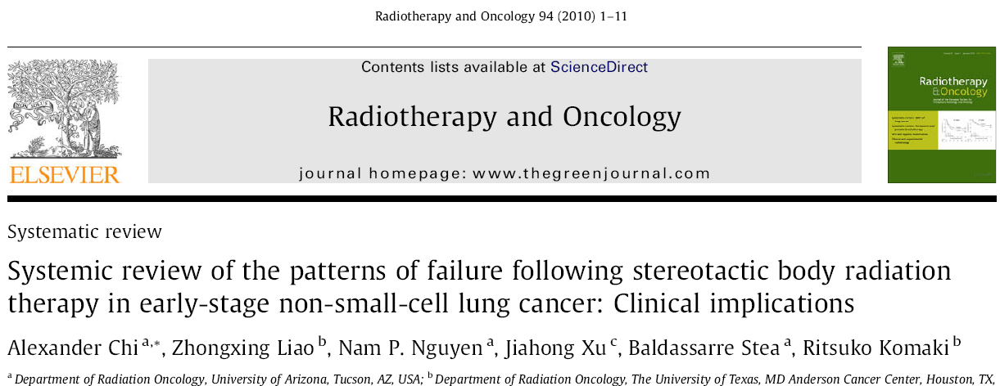 Radiotherapy and Oncology 94 (2010) 1–11
Contents lists available at ScienceDirect
Radiotherapy and Oncology
journal homepage: www.thegreenjournal.com
ELSEVIER
Radiotherapy
&Oncology
Systematic review
Systemic review of the patterns of failure following stereotactic body radiation
therapy in early-stage non-small-cell lung cancer: Clinical implications
Alexander Chi a,*, Zhongxing Liao b, Nam P. Nguyen a, Jiahong Xu c, Baldassarre Stea a, Ritsuko Komaki b
a Department of Radiation Oncology, University of Arizona, Tucson, AZ, USA; b Department of Radiation Oncology, The University of Texas, MD Anderson Cancer Center, Houston, TX,